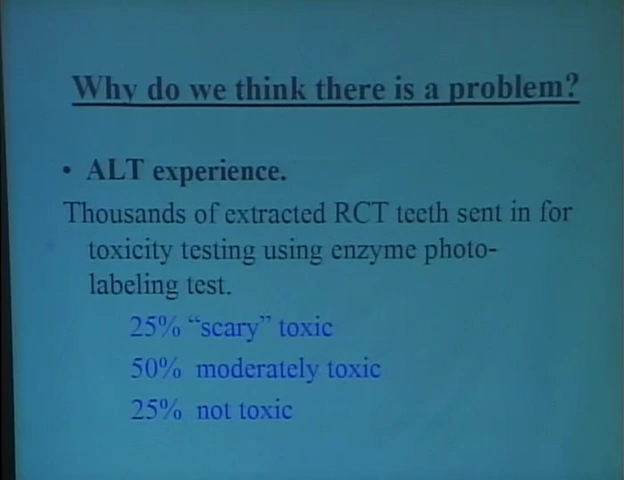 Why do we think there is a problem?
• ALT experience.
Thousands of extracted RCT teeth sent in for
toxicity testing using enzyme photo-
labeling test.
25% “scary” toxic
50% moderately toxic
25% not toxic